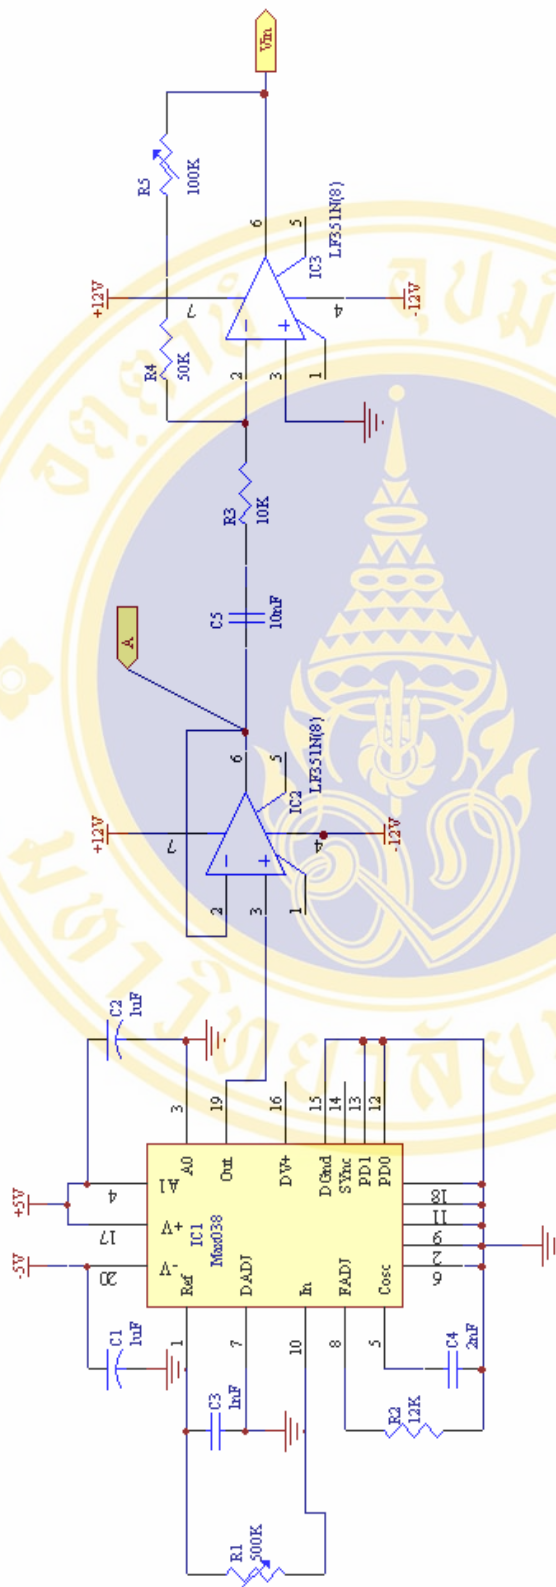 -5V
+5V
C1
1uF
C2
1uF
20
17
4
-V
V+
A1
IC1
Max038
Ref
DADJ
In
FADJ
Cosc
A0
Out
DV+
DGnd
SYnc
PD1
PD0
1
7
10
8
5
3
19
16
15
14
13
12
6
2
9
11
18
R1
500K
C3
1nF
R2
12K
C4
2nF
+12V
7
2
3
1
6
5
4
-12V
IC2
LF351N(8)
A
C5
10nF
R3
10K
R4
50K
R5
100K
+12V
7
2
3
1
6
5
4
-12V
IC3
LF351N(8)
Vin